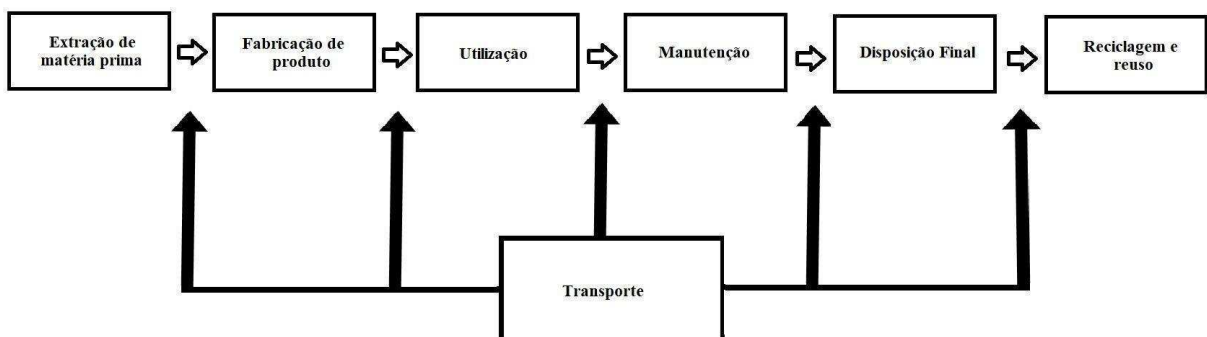 Extração de
matéria prima
Fabricação de
produto
Utilização
Manutenção
Disposição Final
Reciclagem e
reuso
Transporte